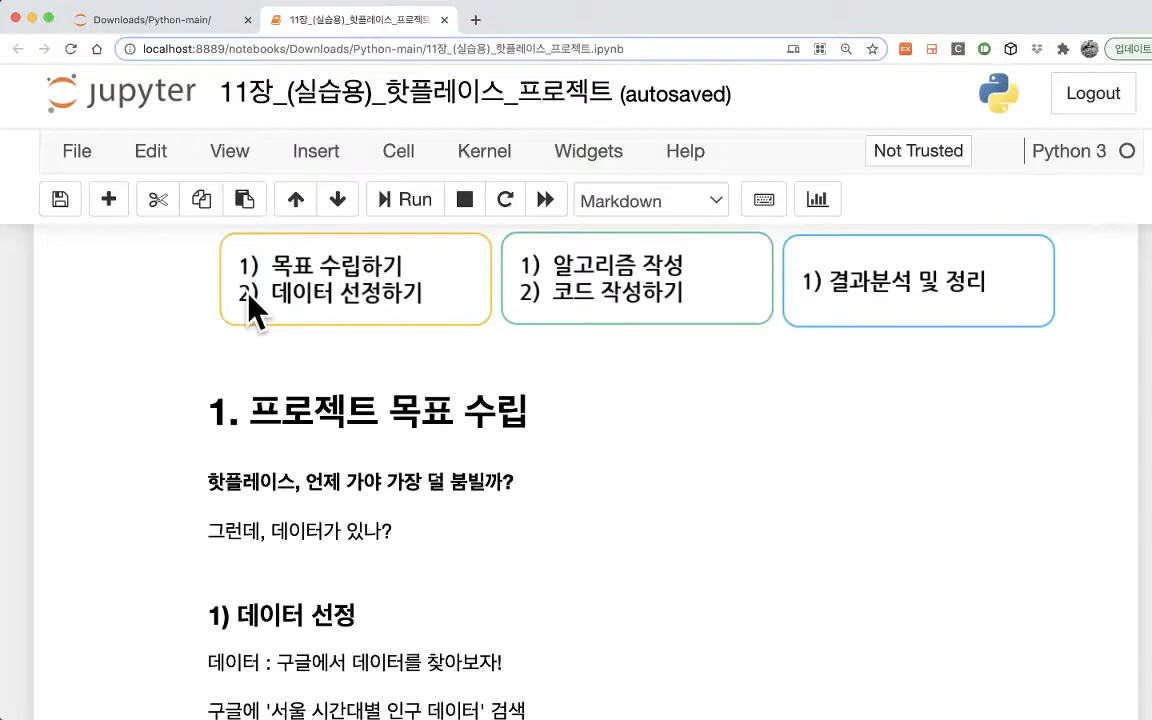 Downloads/Python-main/
11장_(실습용)_핫플레이스_프로젝트
localhost:8889/notebooks/Downloads/Python-main/11장_(실습용)_핫플레이스_프로젝트.ipynb
업데이트
jupyter 11장_(실습용)_핫플레이스_프로젝트 (autosaved)
Logout
File Edit View Insert Cell Kernel Widgets Help Not Trusted Python 3
Run Markdown
1) 목표 수립하기
2) 데이터 선정하기
1) 알고리즘 작성
2) 코드 작성하기
1) 결과분석 및 정리
1. 프로젝트 목표 수립
핫플레이스, 언제 가야 가장 덜 붐빌까?
그런데, 데이터가 있나?
1) 데이터 선정
데이터 : 구글에서 데이터를 찾아보자!
구글에 '서울 시간대별 인구 데이터' 검색